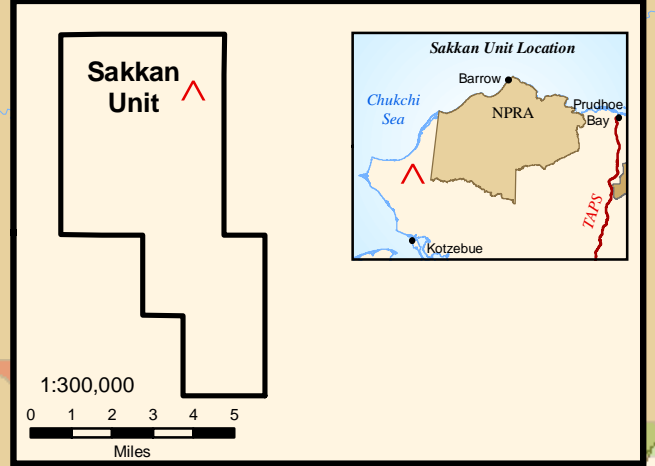 Sakkan
Unit
1:300,000
0 1 2 3 4 5
Miles
Sakkan Unit Location
Barrow
Chukchi
Sea
NPRA
Prudhoe
Bay
TAPS
Kotzebue